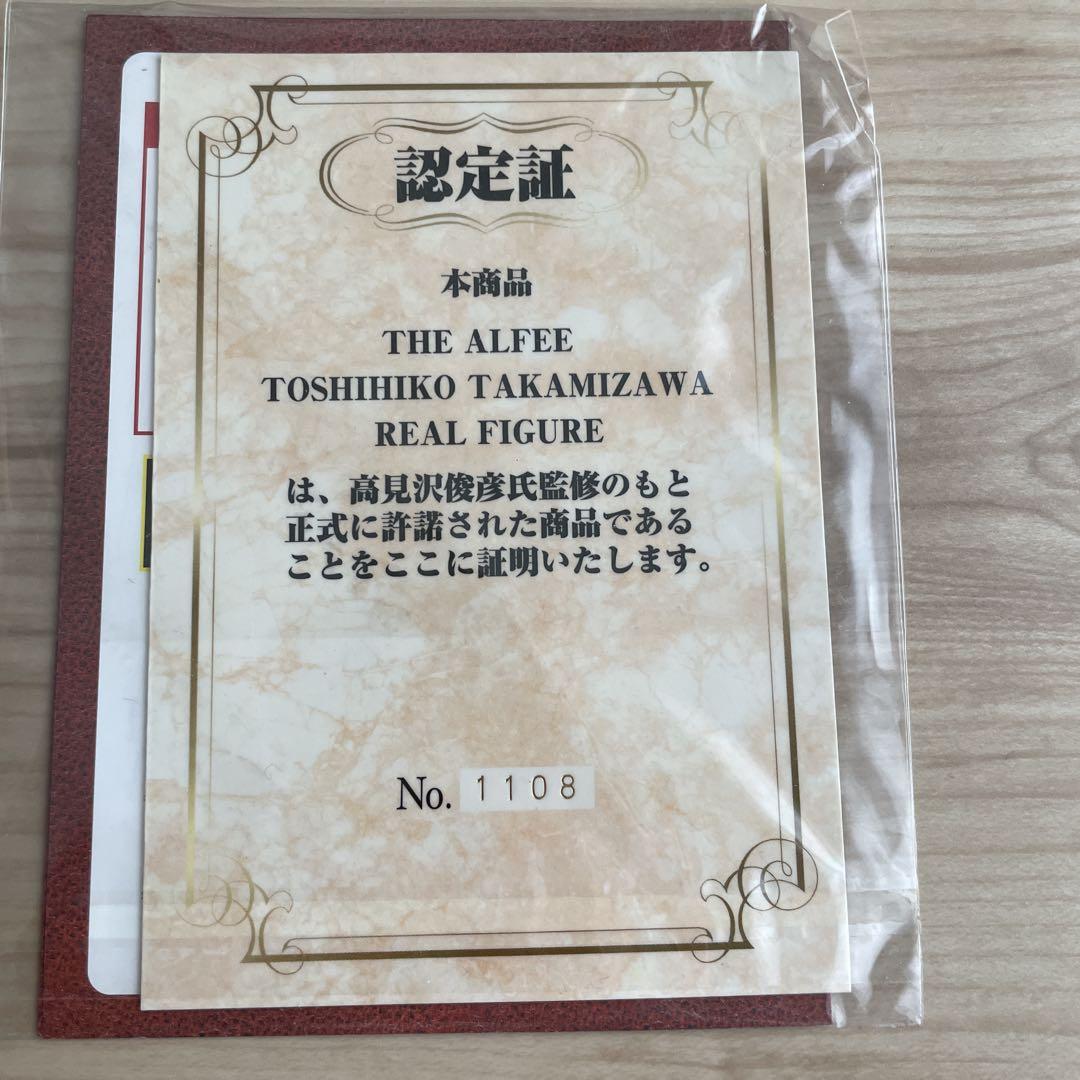 認定証
本商品
THE ALFEE
TOSHIHIKO TAKAMIZAWA
REAL FIGURE
は、高見沢俊彦氏監修のもと
正式に許諾された商品である
ことをここに証明いたします。
No. 1108